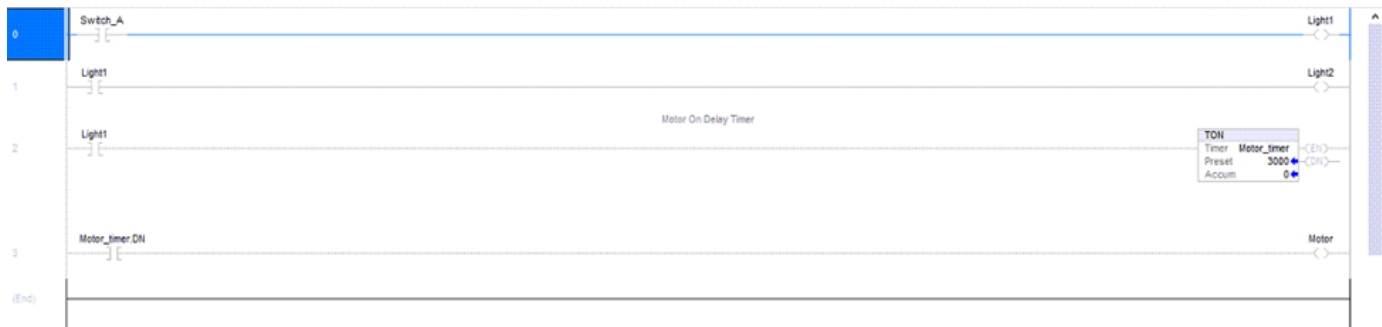 Switch_A Light1
0
Light1 Light2
1
Motor On Delay Timer
Light1
TON
2 Timer Motor_timer (EN)
Preset 3000 (DN)
Accum 0
Motor_timer.DN Motor
3
(End)